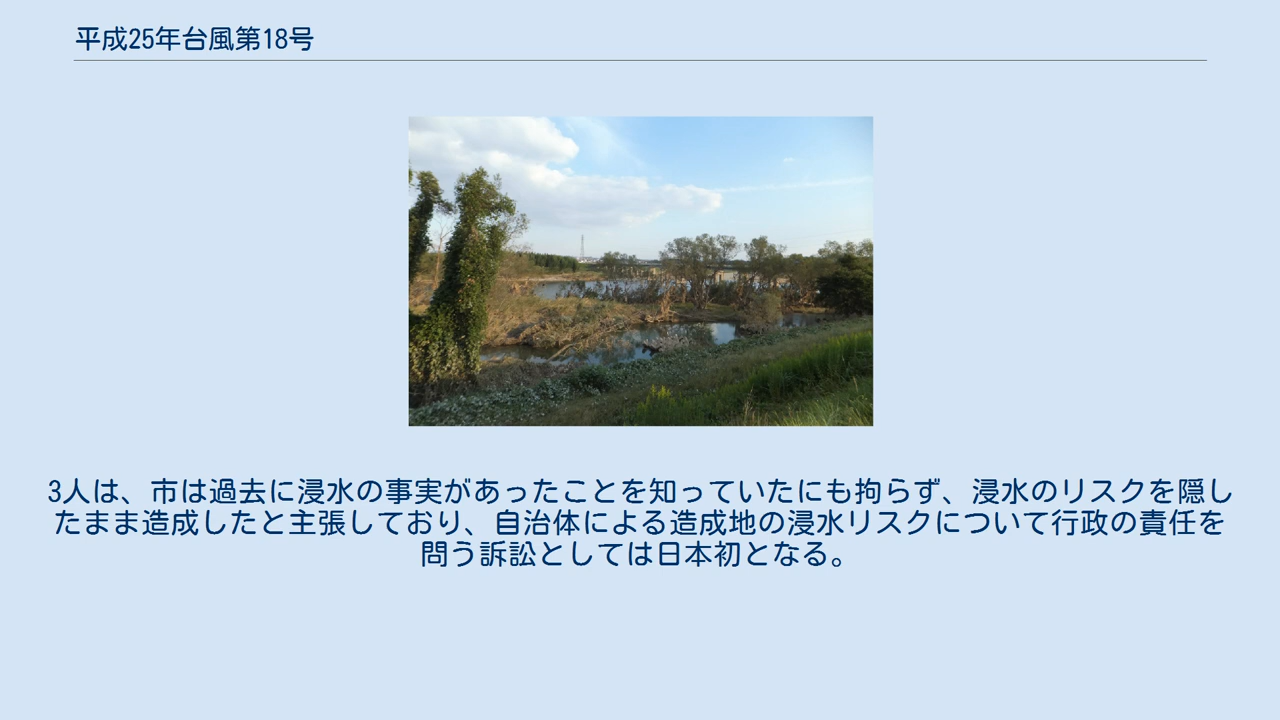 平成25年台風第18号
3人は、市は過去に浸水の事実があったことを知っていたにも拘らず、浸水のリスクを隠し
たまま造成したと主張しており、自治体による造成地の浸水リスクについて行政の責任を
問う訴訟としては日本初となる。